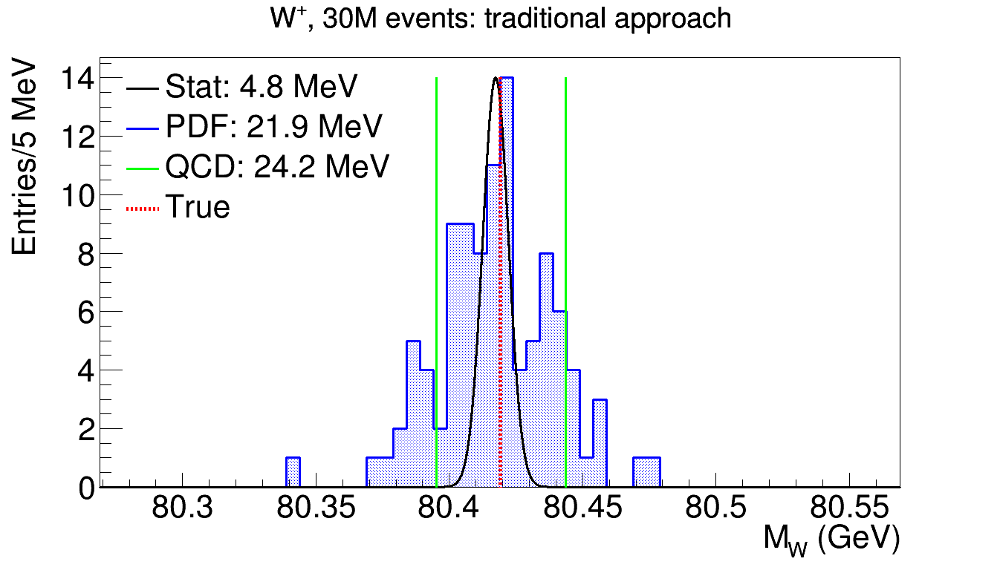 W+, 30M events: traditional approach
Entries/5 MeV
Stat: 4.8 MeV
PDF: 21.9 MeV
QCD: 24.2 MeV
True
14
12
10
8
6
4
2
0
80.3 80.35 80.4 80.45 80.5 80.55
MW (GeV)